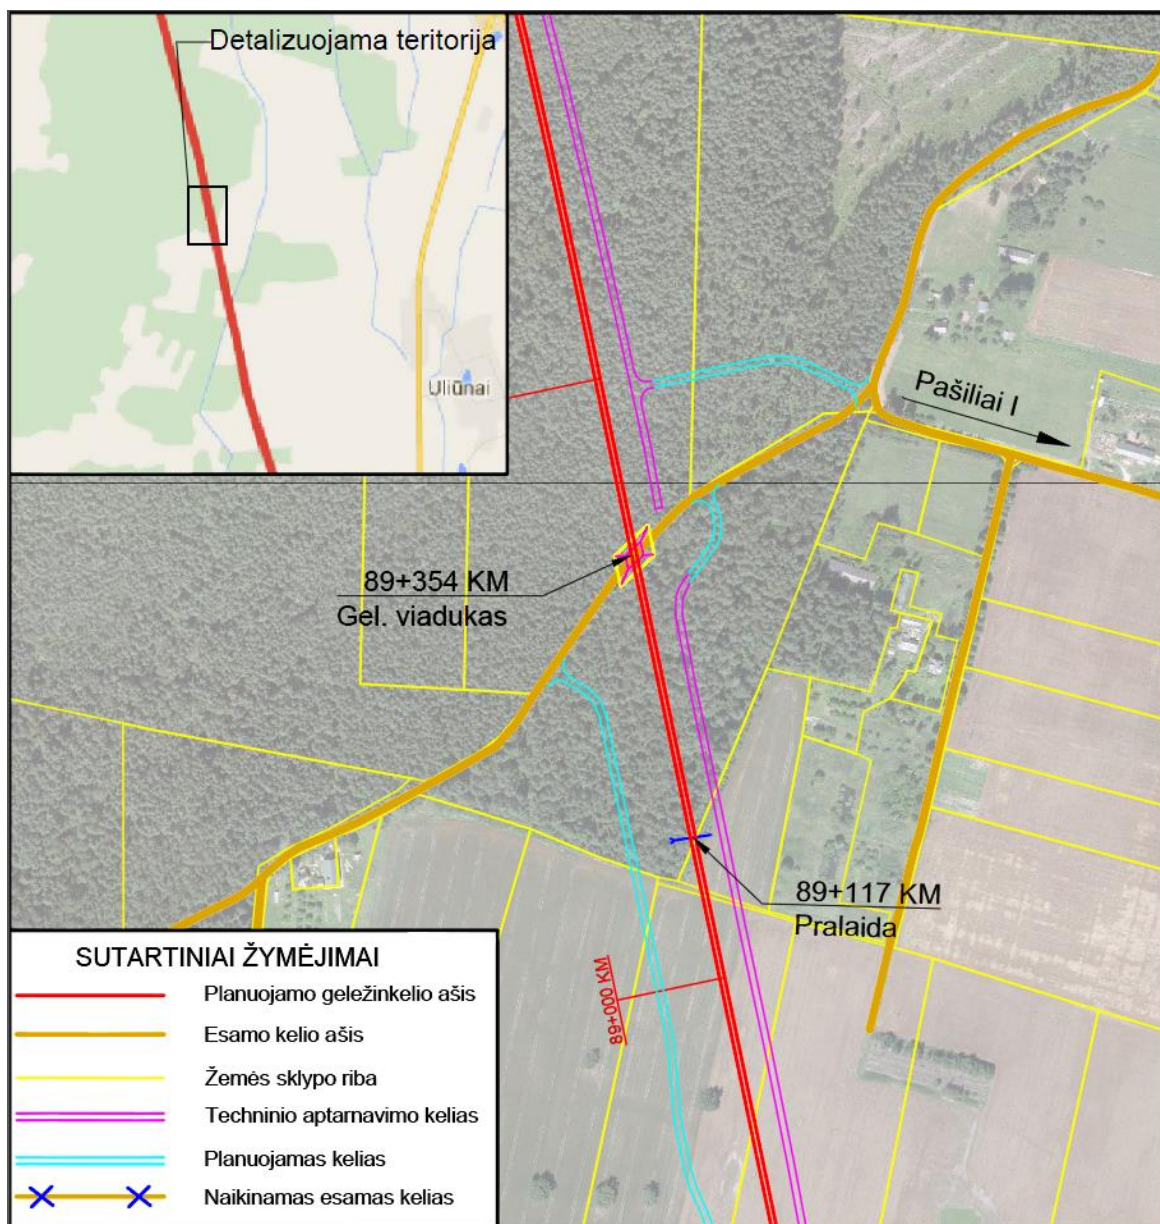 Detalizuojama teritorija
Uliūnai
Pašiliai I
89+354 KM
Gel. viadukas
89+117 KM
Pralaida
89+000 KM
SUTARTINIAI ŽYMĖJIMAI
Planuojamo geležinkelio ašis
Esamo kelio ašis
Žemės sklypo riba
Techninio aptarnavimo kelias
Planuojamas kelias
Naikinamas esamas kelias